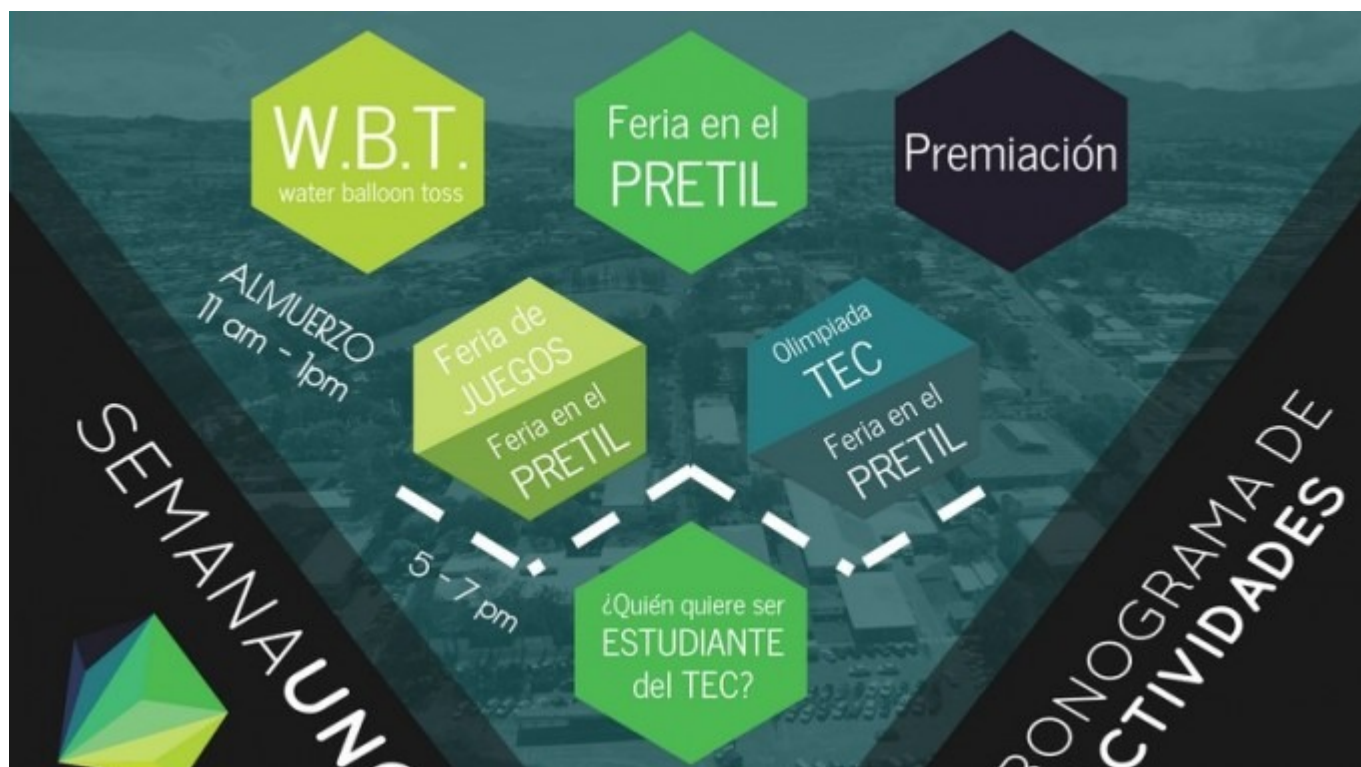 W.B.T.
water balloon toss
Feria en el
PRETIL
Premiación
ALMUERZO
11 am - 1pm
Feria de
JUEGOS
Feria en el
PRETIL
Olimpiada
TEC
Feria en el
PRETIL
5 - 7 pm
¿Quién quiere ser
ESTUDIANTE
del TEC?
SEMANAUNO
RONOGRAMA DE
CTIVIDADES